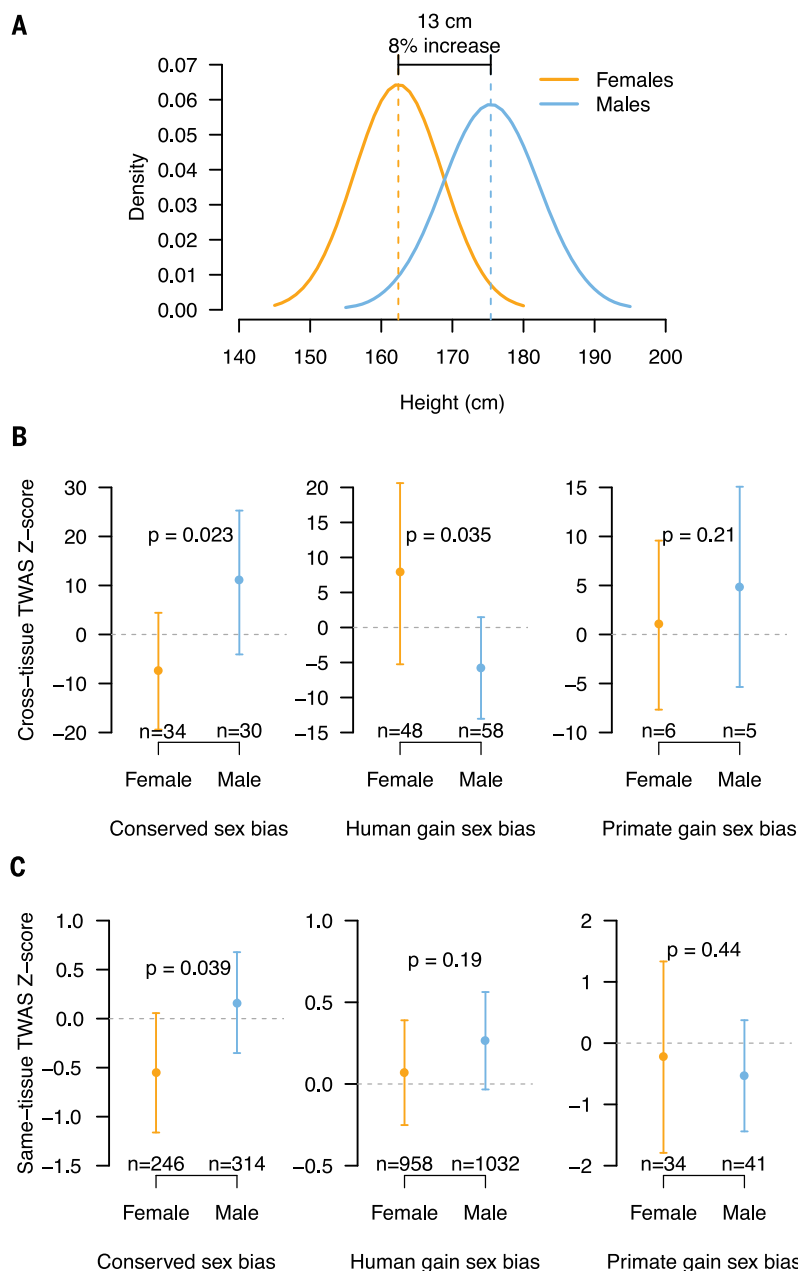 A
13 cm
8% increase
0.07
0.06
0.05
0.04
0.03
0.02
0.01
0.00
Density
Females
Males
140 150 160 170 180 190 200
Height (cm)
B
Cross−tissue TWAS Z−score
30
20
10
0
−10
−20
p = 0.023
n=34 n=30
Female Male
Conserved sex bias
20
15
10
5
0
−5
−10
−15
p = 0.035
n=48 n=58
Female Male
Human gain sex bias
15
10
5
0
−5
−10
p = 0.21
n=6 n=5
Female Male
Primate gain sex bias
C
Same−tissue TWAS Z−score
1.0
0.5
0.0
−0.5
−1.0
−1.5
p = 0.039
n=246 n=314
Female Male
Conserved sex bias
1.0
0.5
0.0
−0.5
p = 0.19
n=958 n=1032
Female Male
Human gain sex bias
2
1
0
−1
−2
p = 0.44
n=34 n=41
Female Male
Primate gain sex bias